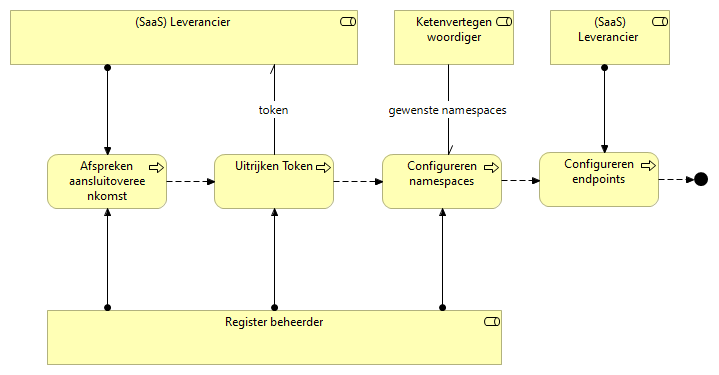 (SaaS) Leverancier
Ketenvertegen
woordiger
(SaaS)
Leverancier
token
gewenste namespaces
Afspreken
aansluitoveree
nkomst
Uitrijken Token
Configureren
namespaces
Configureren
endpoints
Register beheerder